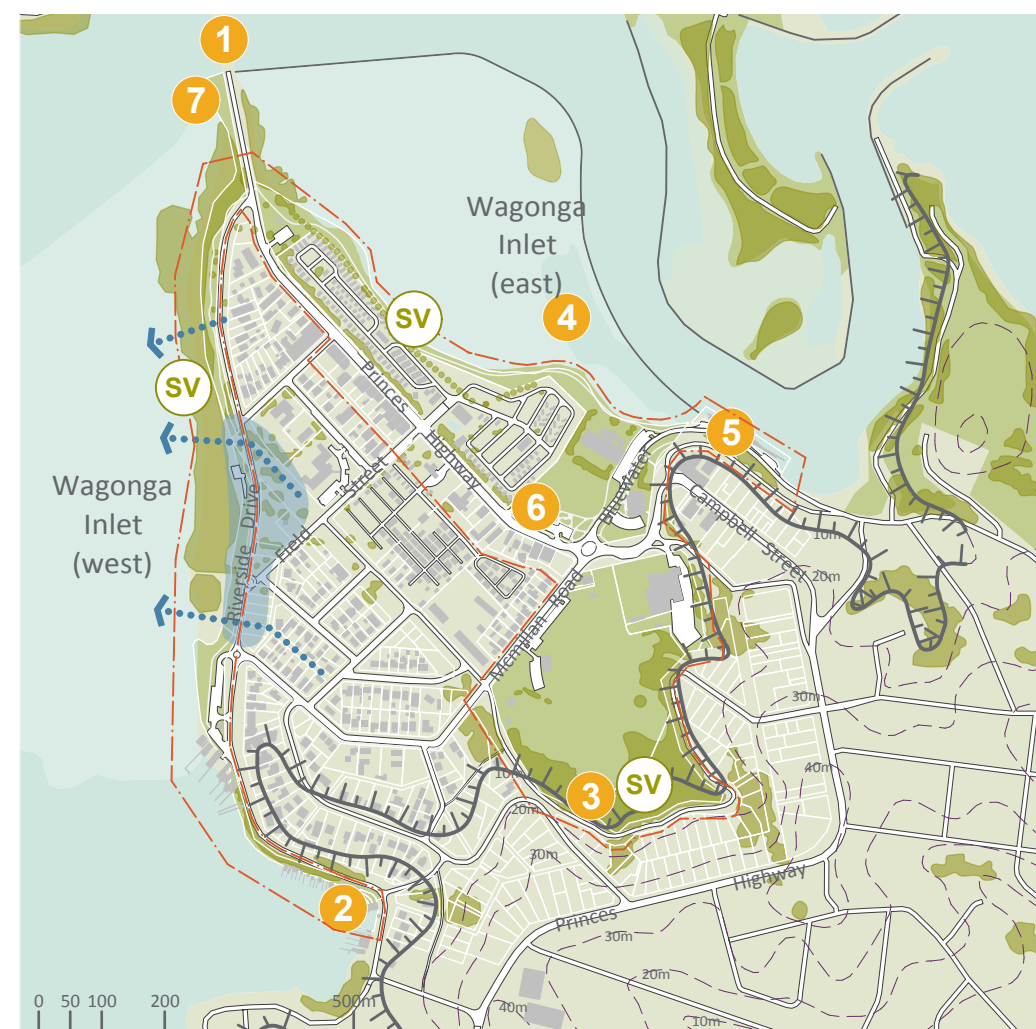 1
7
Wagonga
Inlet
(east)
4
SV
SV
Princes
Highway
5
Wagonga
Inlet
(west)
Riverside Drive
Field Street
6
BlueWater
Campbell Street
10m
20m
Mcmillan Road
30m
40m
10m
20m
30m
3
SV
2
Princes Highway
30m
20m
40m
10m
0 50 100 200 500m